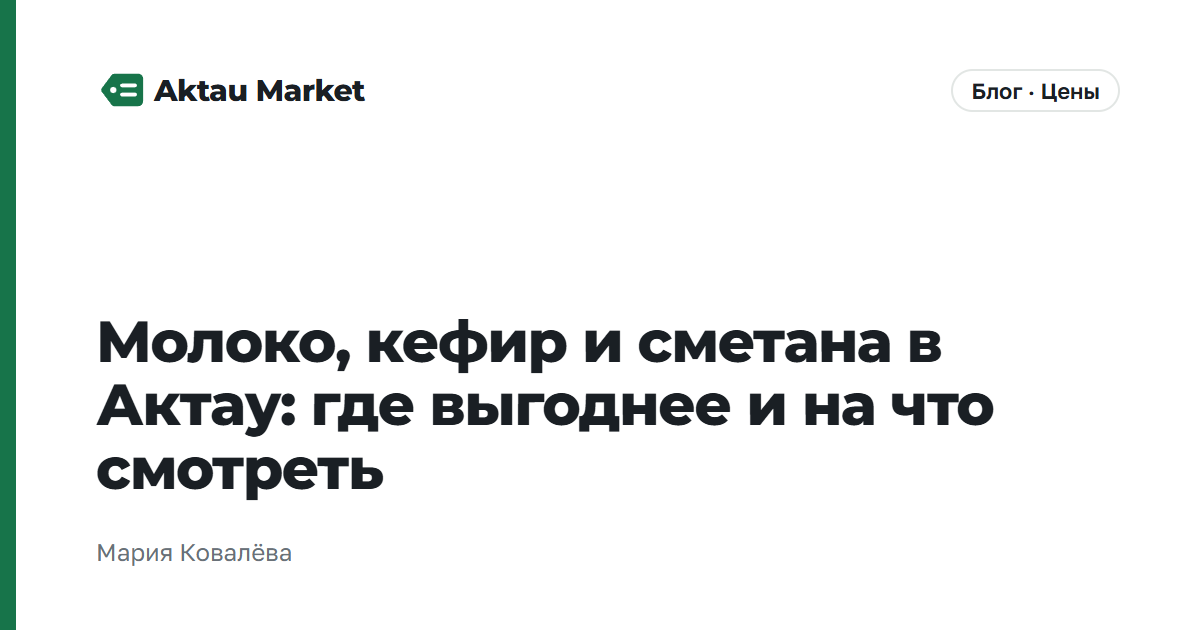 Aktau Market
Блог · Цены
Молоко, кефир и сметана в
Актау: где выгоднее и на что
смотреть
Мария Ковалёва